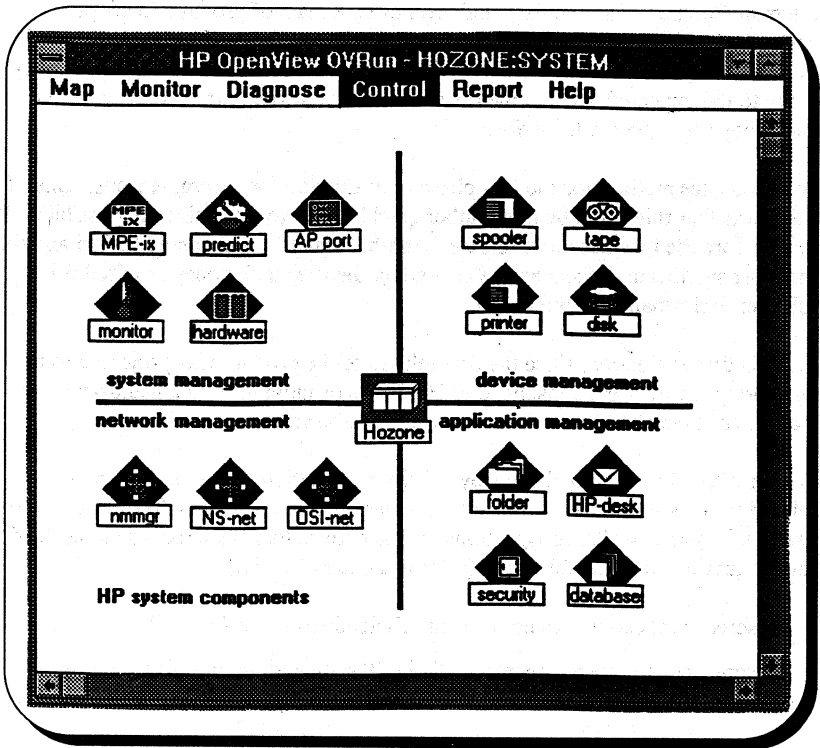 HP OpenView OVRun - HOZONE:SYSTEM
Map Monitor Diagnose Control Report Help
MPE iX
MPE-ix predict AP port
monitor hardware
system management
spooler tape
printer disk
device management
Hozone
network management
nmmgr NS-net OSI-net
HP system components
application management
folder HP-desk
security database